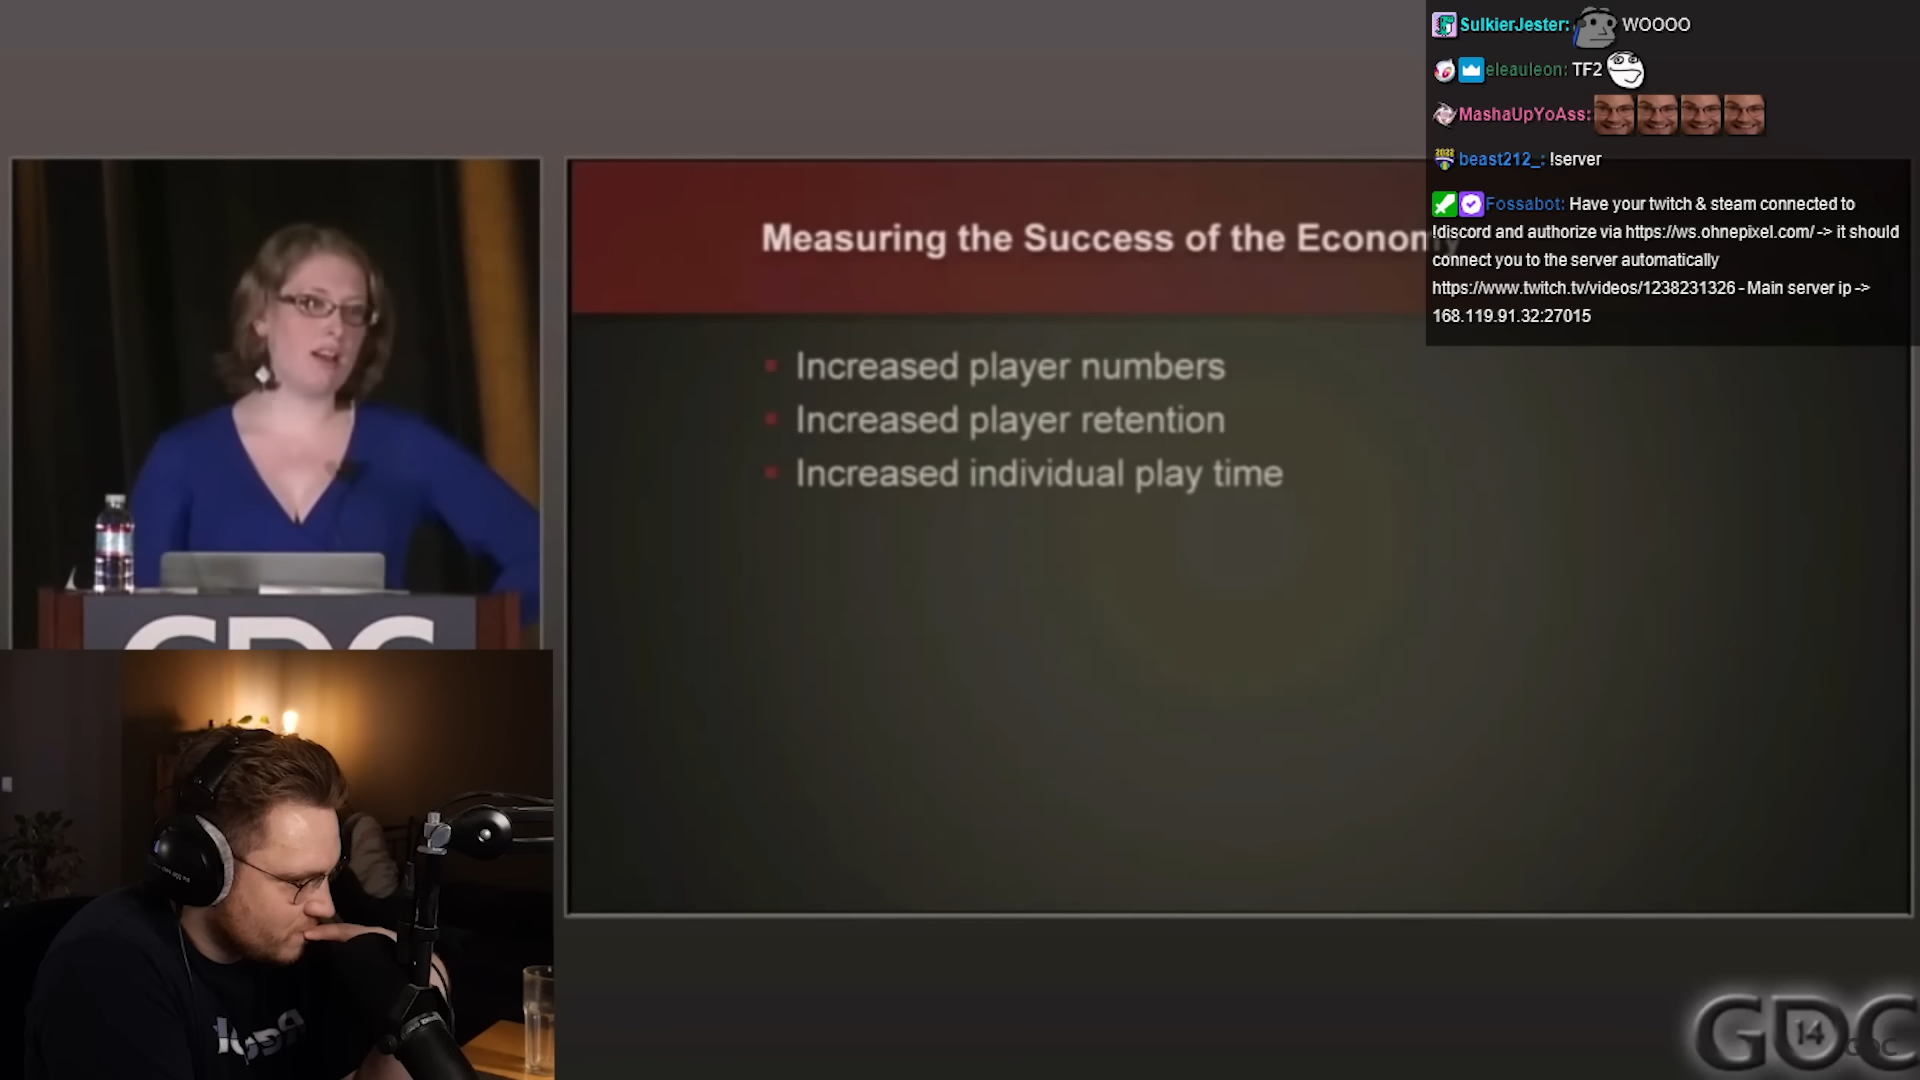 SulkierJester: WOOOO
eleauleon: TF2
MashaUpYoAss:
beast212_: !server
Fossabot: Have your twitch & steam connected to
!discord and authorize via https://ws.ohnepixel.com/ -> it should
connect you to the server automatically
https://www.twitch.tv/videos/1238231326 - Main server ip ->
168.119.91.32:27015
Measuring the Success of the Economy
Increased player numbers
Increased player retention
Increased individual play time
GDC
GDC
14
GDC